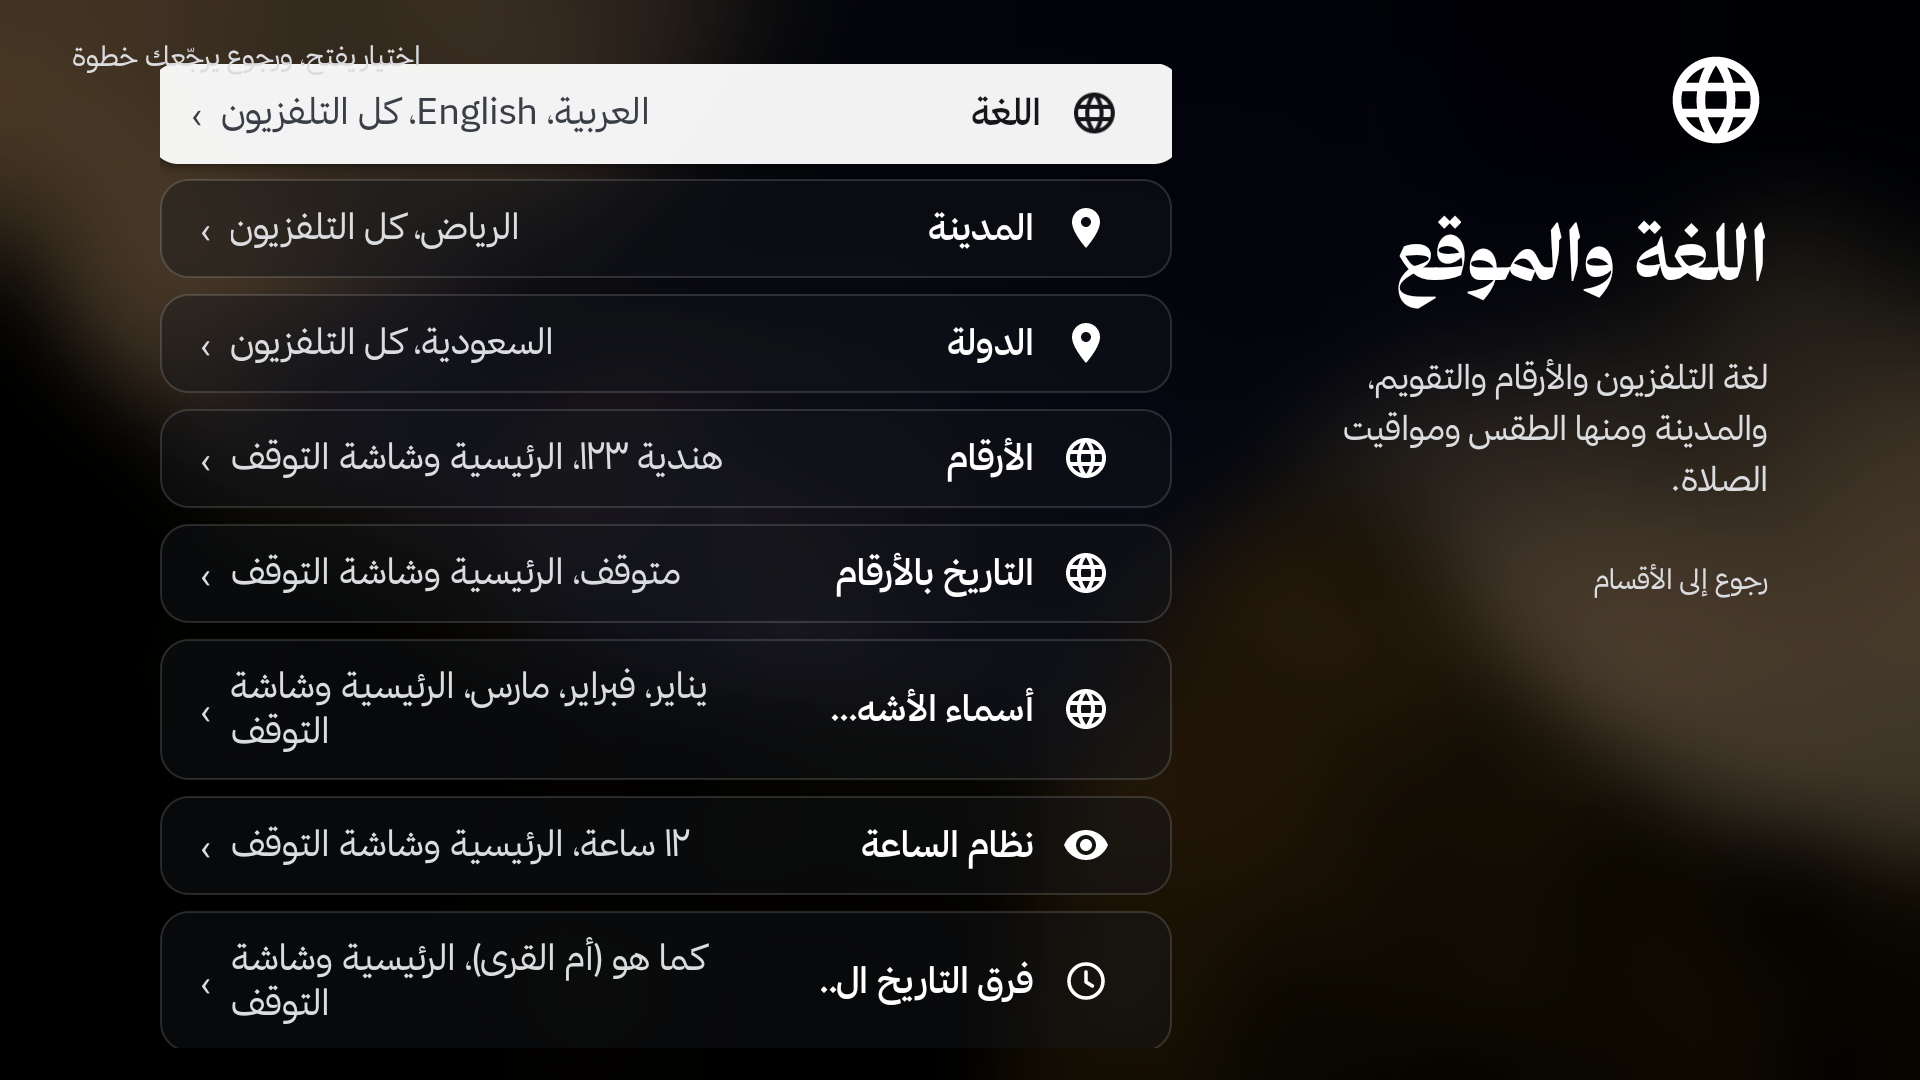 اللغة والموقع
لغة التلفزيون والأرقام والتقويم،
والمدينة ومنها الطقس ومواقيت
الصلاة.
رجوع إلى الأقسام
اختيار يفتح، ورجوع يرجّعك خطوة
اللغة العربية، English، كل التلفزيون ‹
المدينة الرياض، كل التلفزيون ‹
الدولة السعودية، كل التلفزيون ‹
الأرقام هندية ١٢٣، الرئيسية وشاشة التوقف ‹
التاريخ بالأرقام متوقف، الرئيسية وشاشة التوقف ‹
أسماء الأشه... يناير، فبراير، مارس، الرئيسية وشاشة
التوقف ‹
نظام الساعة ١٢ ساعة، الرئيسية وشاشة التوقف ‹
فرق التاريخ ال.. كما هو (أم القرى)، الرئيسية وشاشة
التوقف ‹